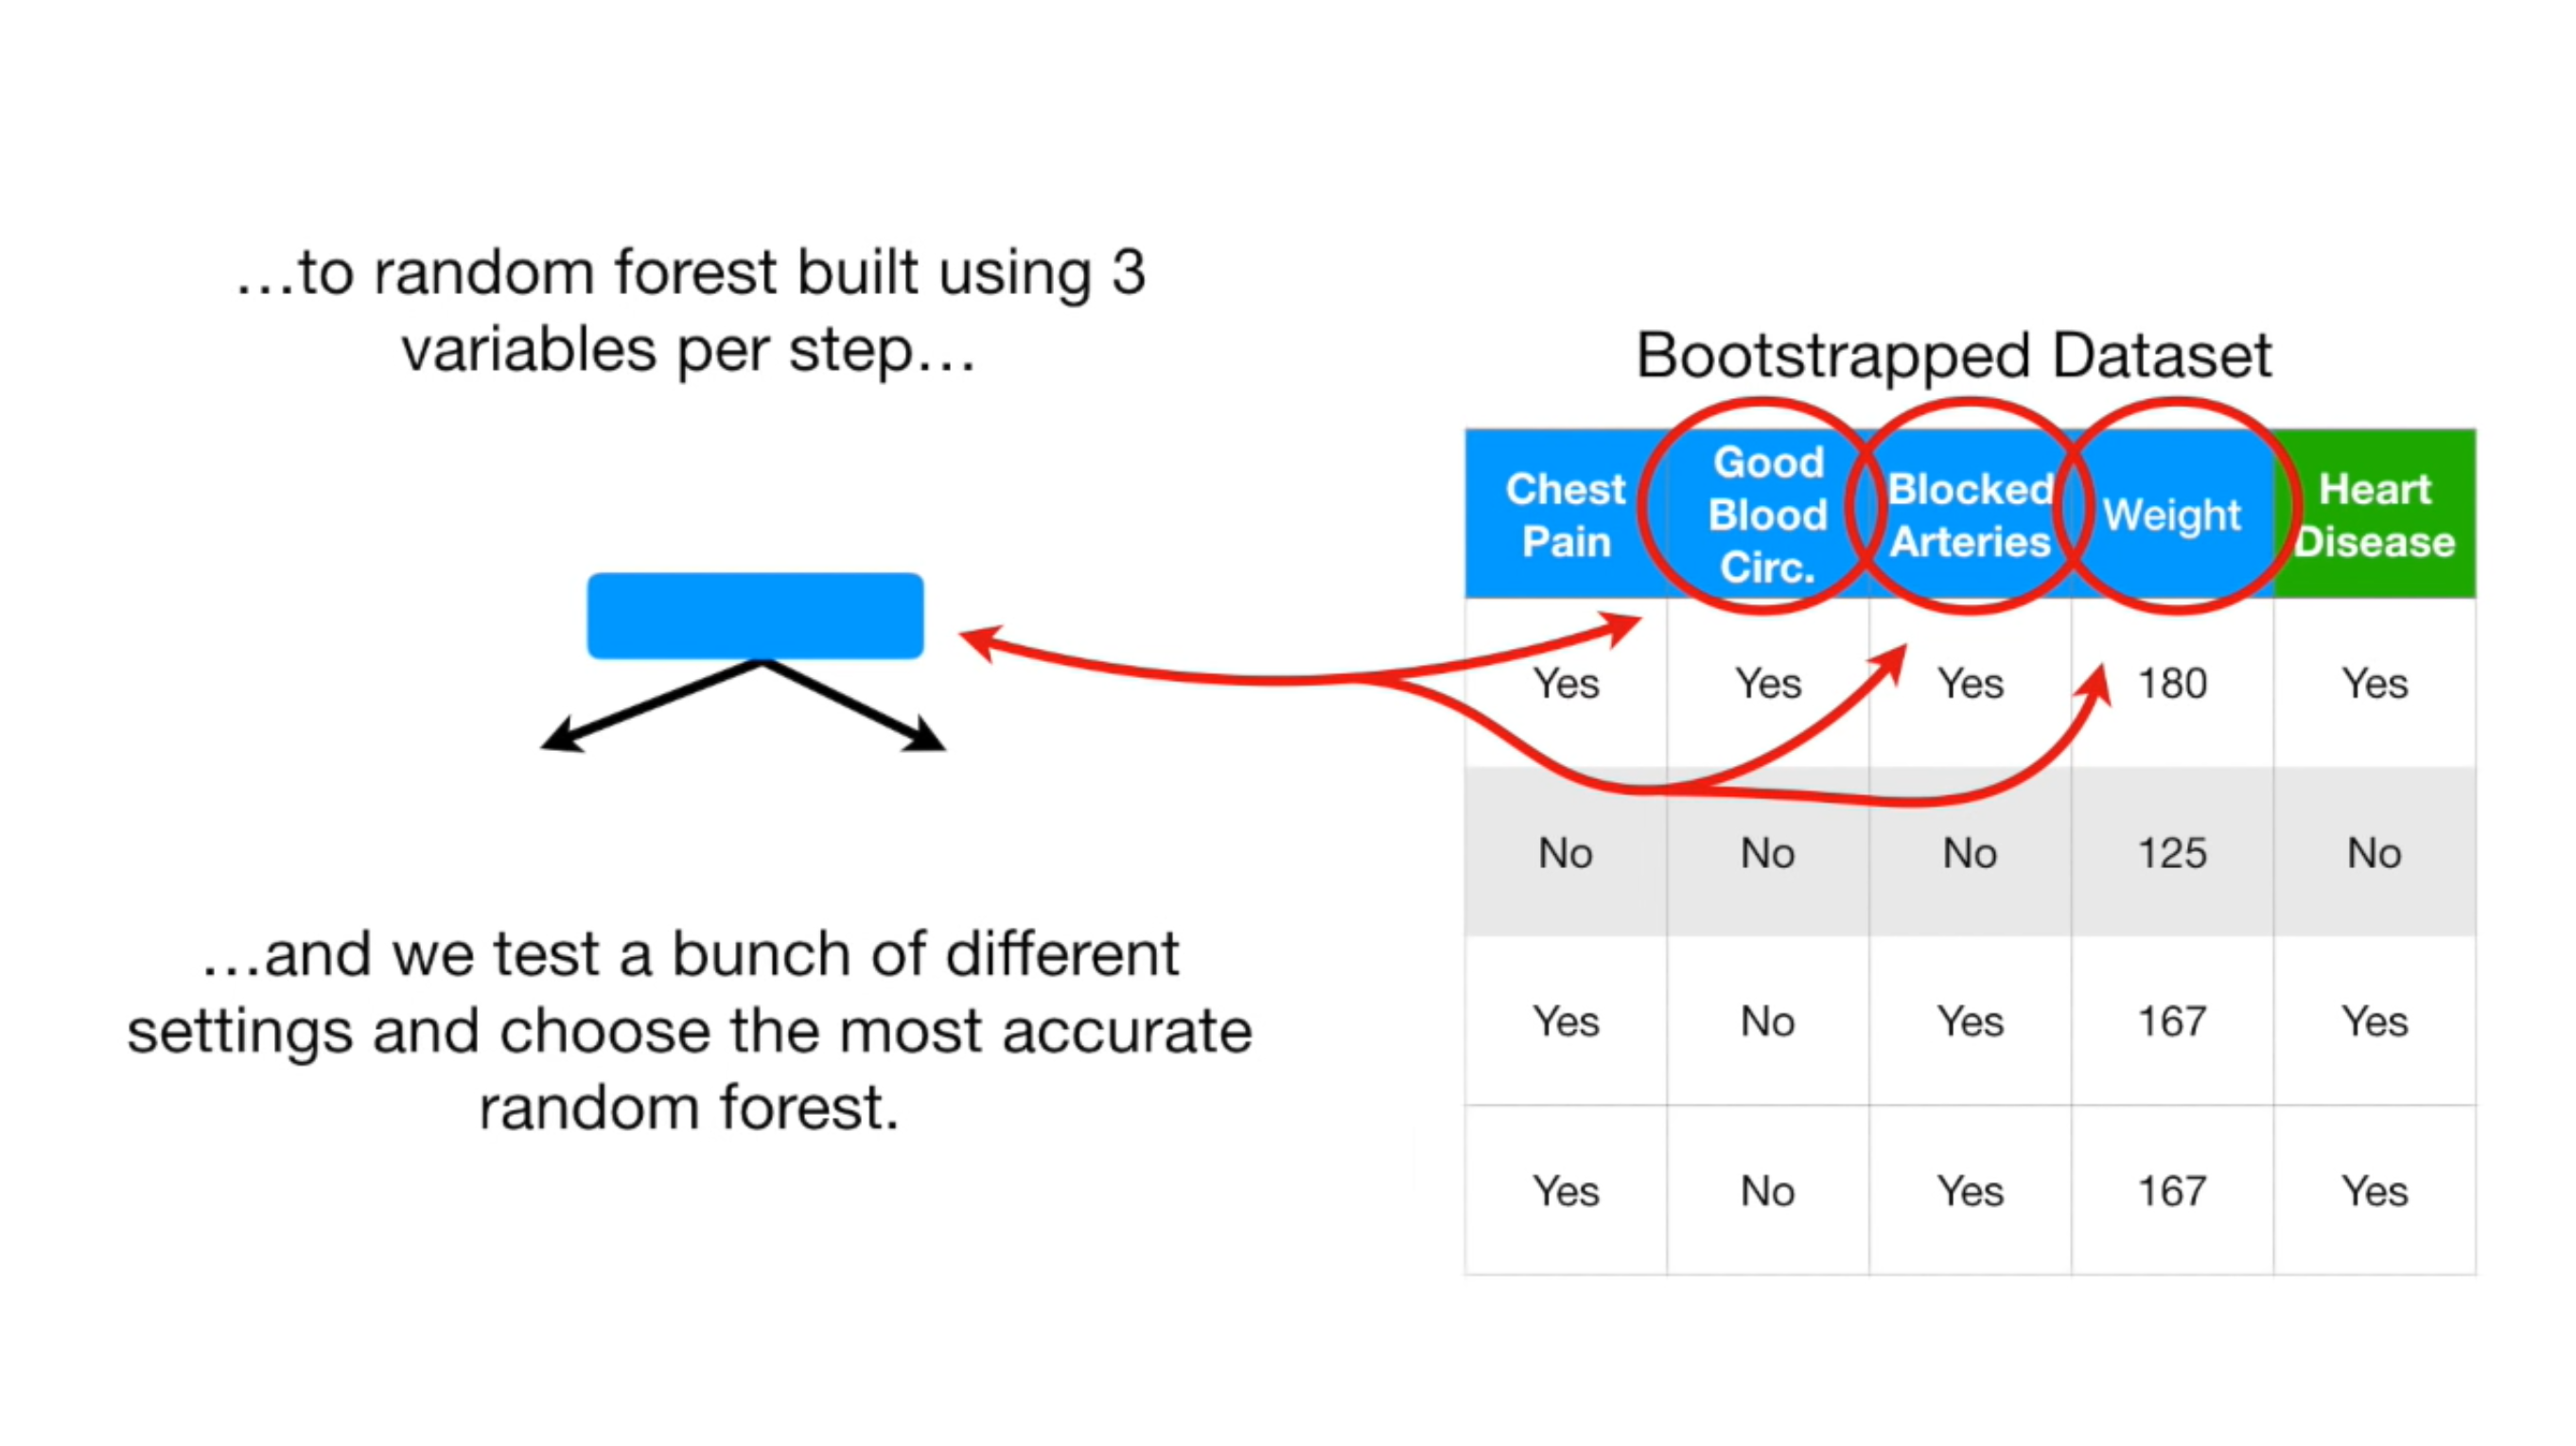 …to random forest built using 3
variables per step…
Bootstrapped Dataset
Chest Pain
Good Blood Circ.
Blocked Arteries
Weight
Heart Disease
Yes Yes Yes 180 Yes
No No No 125 No
Yes No Yes 167 Yes
Yes No Yes 167 Yes
…and we test a bunch of different
settings and choose the most accurate
random forest.